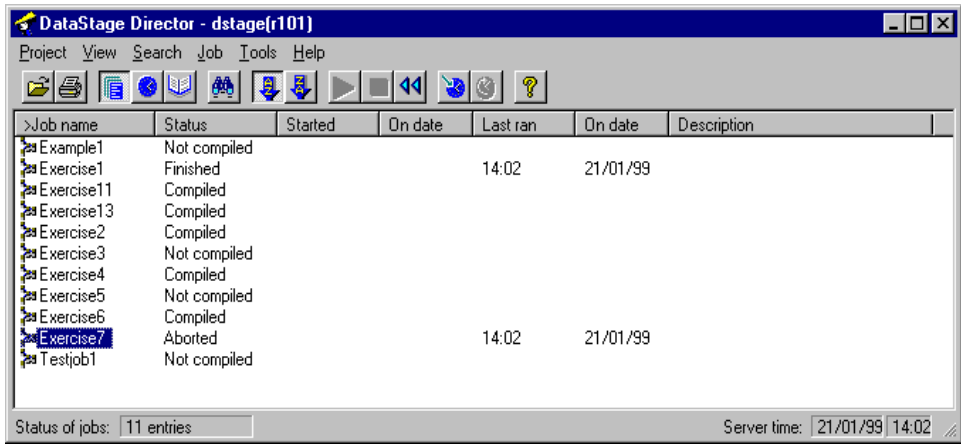 DataStage Director - dstage(r101)
Project View Search Job Tools Help
>Job name Status Started On date Last ran On date Description
Example1 Not compiled
Exercise1 Finished 14:02 21/01/99
Exercise11 Compiled
Exercise13 Compiled
Exercise2 Compiled
Exercise3 Not compiled
Exercise4 Compiled
Exercise5 Not compiled
Exercise6 Compiled
Exercise7 Aborted 14:02 21/01/99
Testjob1 Not compiled
Status of jobs: 11 entries Server time: 21/01/99 14:02